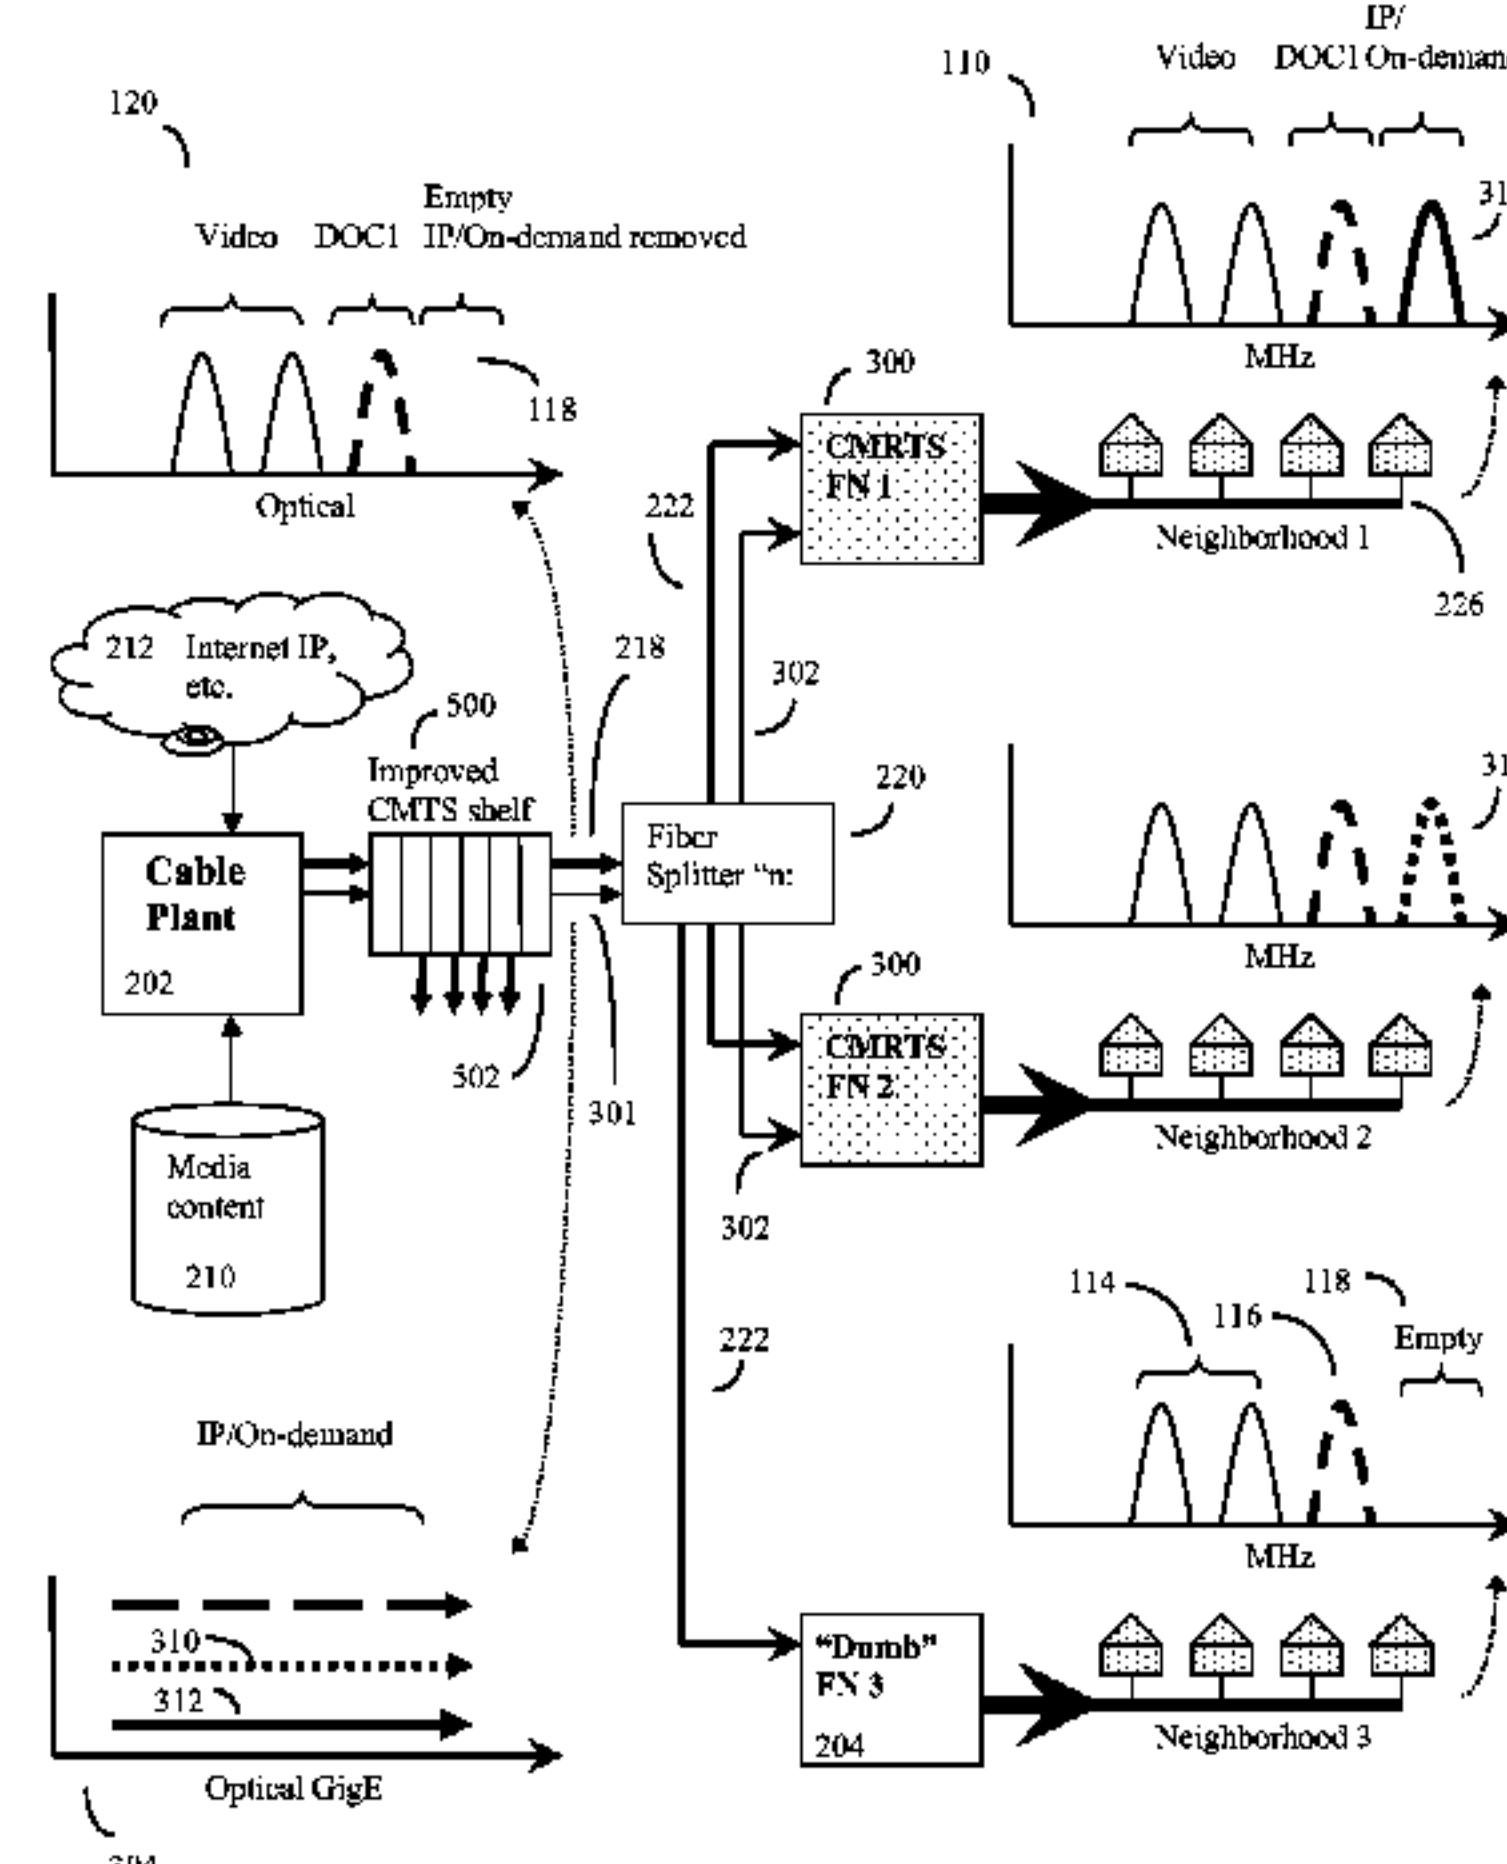 120
Empty
Video DOC1 IP/On-demand removed
118
Optical
110
IP/
Video DOC1 On-demand
31
MHz
300
CMRTS
FN 1
222
Neighborhood 1
226
212 Internet IP,
etc.
218
302
500
Improved
CMTS shelf
220
Cable
Plant
202
Fiber
Splitter “n:
502
301
300
CMRTS
FN 2
302
31
MHz
Neighborhood 2
Media
content
210
222
114
116
118
Empty
MHz
IP/On-demand
310
312
Optical GigE
“Dumb”
FN 3
204
Neighborhood 3